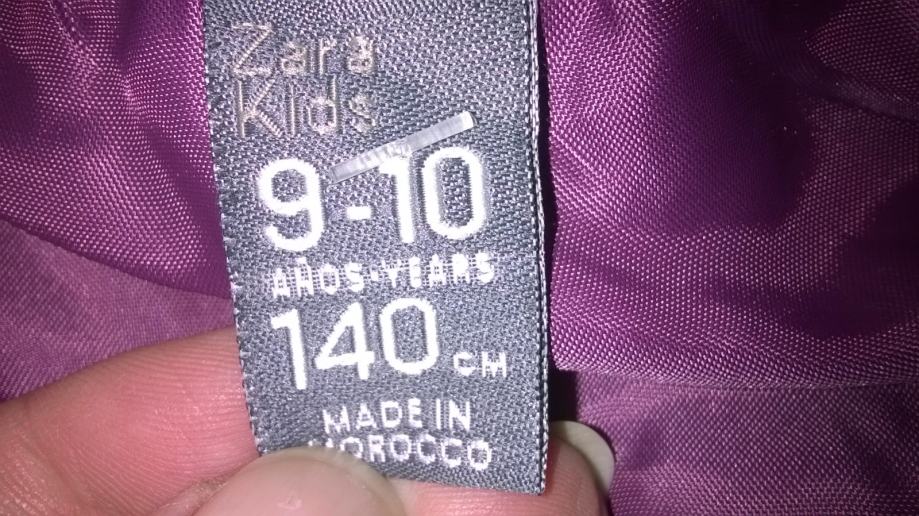 Zara
Kids
9-10
AÑOS-YEARS
140 CM
MADE IN
MOROCCO